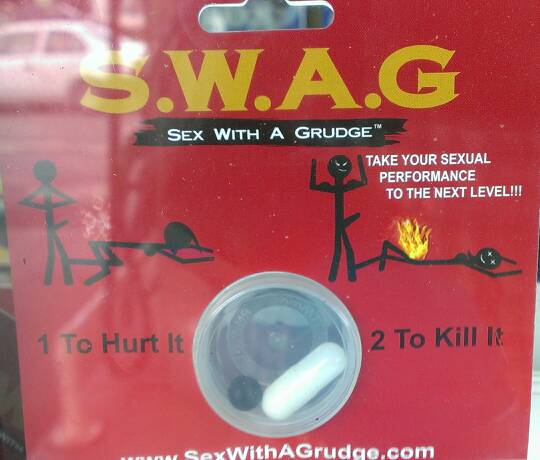 S.W.A.G
SEX WITH A GRUDGE™
TAKE YOUR SEXUAL
PERFORMANCE
TO THE NEXT LEVEL!!!
1 To Hurt It
2 To Kill It
www.SexWithAGrudge.com